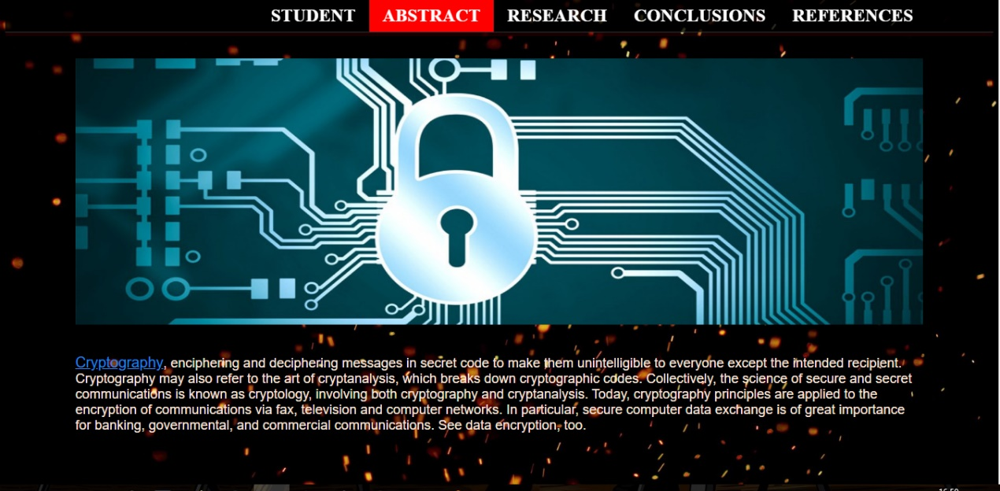 STUDENT ABSTRACT RESEARCH CONCLUSIONS REFERENCES
Cryptography, enciphering and deciphering messages in secret code to make them unintelligible to everyone except the intended recipient.
Cryptography may also refer to the art of cryptanalysis, which breaks down cryptographic codes. Collectively, the science of secure and secret
communications is known as cryptology, involving both cryptography and cryptanalysis. Today, cryptography principles are applied to the
encryption of communications via fax, television and computer networks. In particular, secure computer data exchange is of great importance
for banking, governmental, and commercial communications. See data encryption, too.